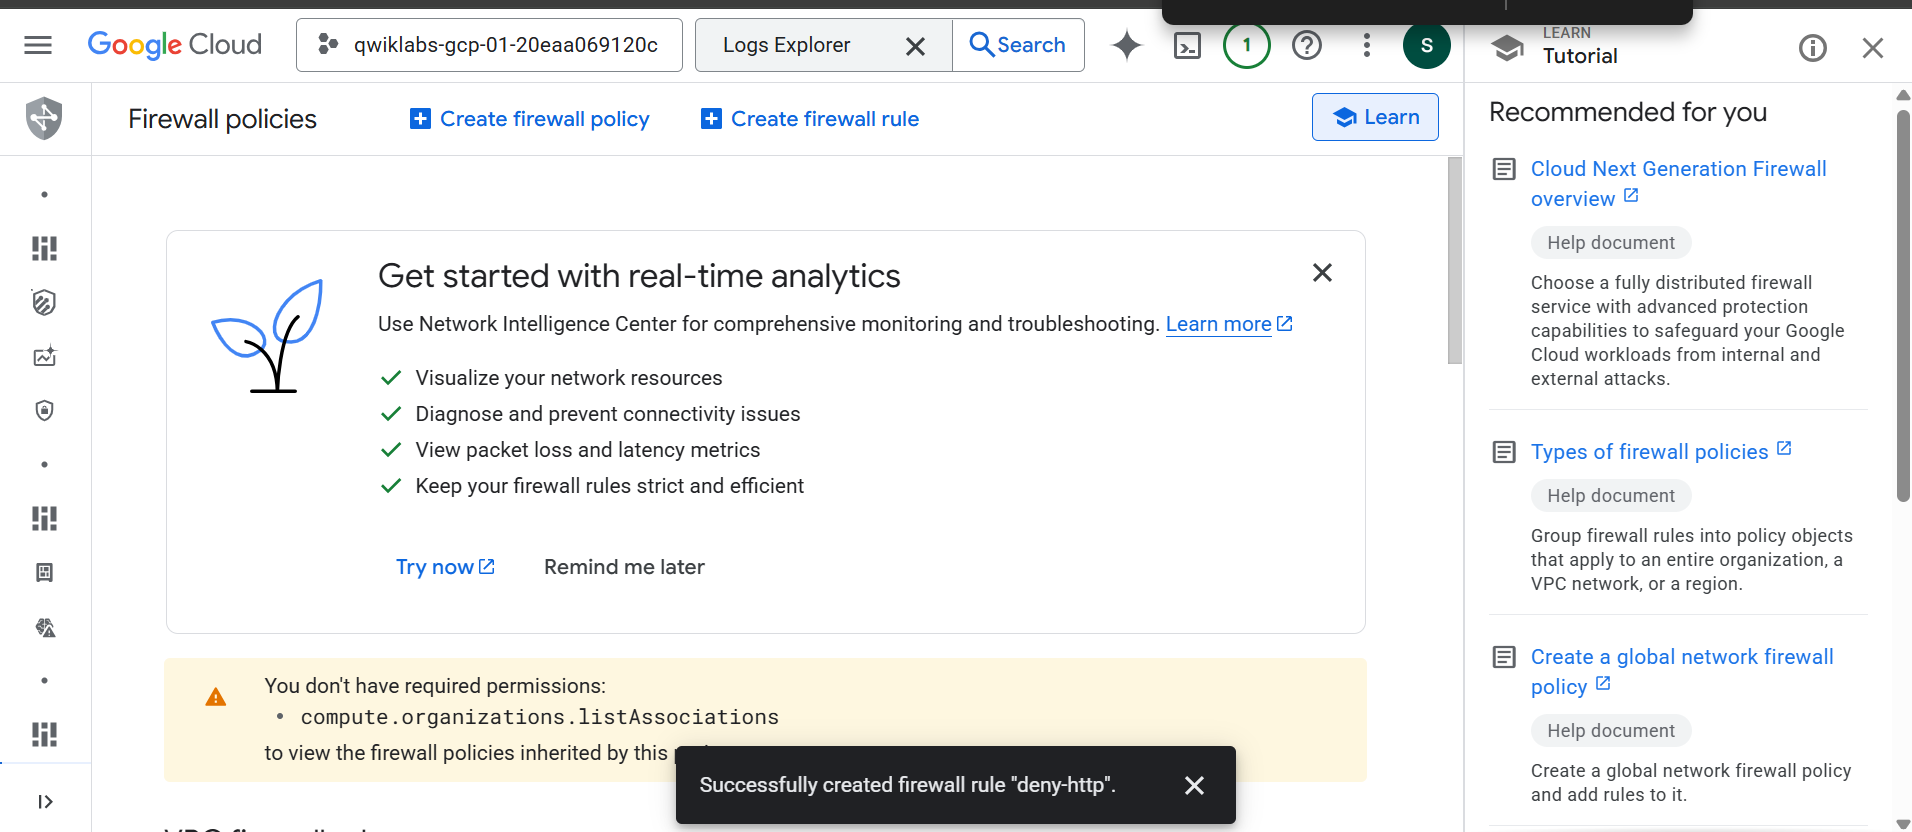 Google Cloud
qwiklabs-gcp-01-20eaa069120c
Logs Explorer
Search
1
S
LEARN
Tutorial
Firewall policies
Create firewall policy
Create firewall rule
Learn
Get started with real-time analytics
Use Network Intelligence Center for comprehensive monitoring and troubleshooting. Learn more
Visualize your network resources
Diagnose and prevent connectivity issues
View packet loss and latency metrics
Keep your firewall rules strict and efficient
Try now
Remind me later
You don't have required permissions:
• compute.organizations.listAssociations
to view the firewall policies inherited by this
Successfully created firewall rule "deny-http".
Recommended for you
Cloud Next Generation Firewall
overview
Help document
Choose a fully distributed firewall
service with advanced protection
capabilities to safeguard your Google
Cloud workloads from internal and
external attacks.
Types of firewall policies
Help document
Group firewall rules into policy objects
that apply to an entire organization, a
VPC network, or a region.
Create a global network firewall
policy
Help document
Create a global network firewall policy
and add rules to it.